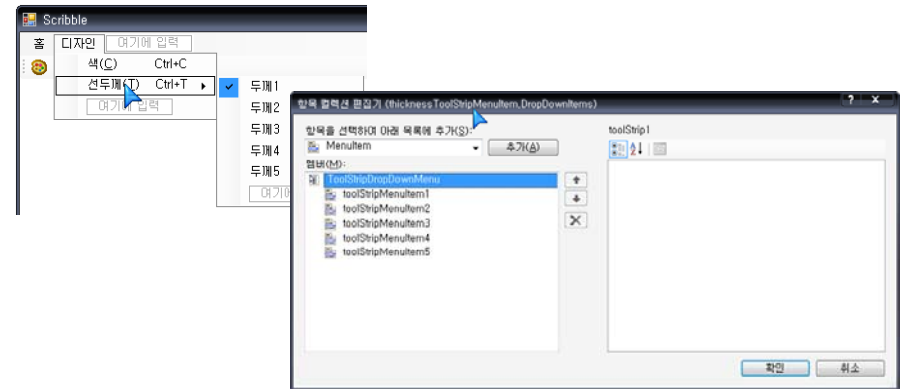 Scribble
홈 디자인 여기에 입력
색(C) Ctrl+C
선두께(T) Ctrl+T
여기에 입력
두께1
두께2
두께3
두께4
두께5
여기에
항목 컬렉션 편집기 (thicknessToolStripMenuItem.DropDownItems)
항목을 선택하여 아래 목록에 추가(S):
MenuItem 추가(A)
멤버(M):
ToolStripDropDownMenu
toolStripMenuItem1
toolStripMenuItem2
toolStripMenuItem3
toolStripMenuItem4
toolStripMenuItem5
toolStrip1
확인 취소